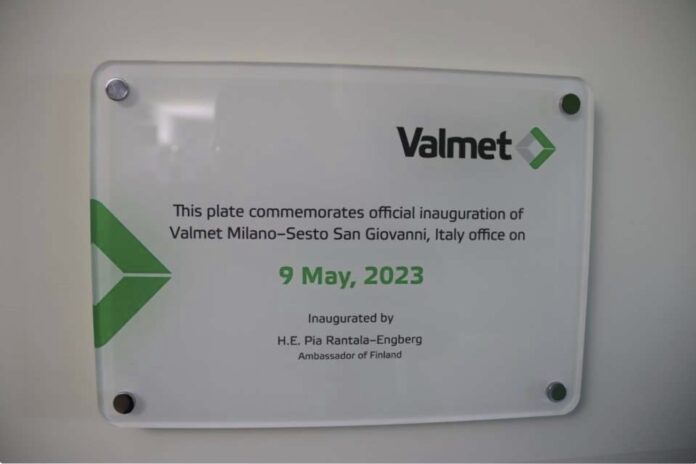 Valmet
This plate commemorates official inauguration of
Valmet Milano–Sesto San Giovanni, Italy office on
9 May, 2023
Inaugurated by
H.E. Pia Rantala–Engberg
Ambassador of Finland